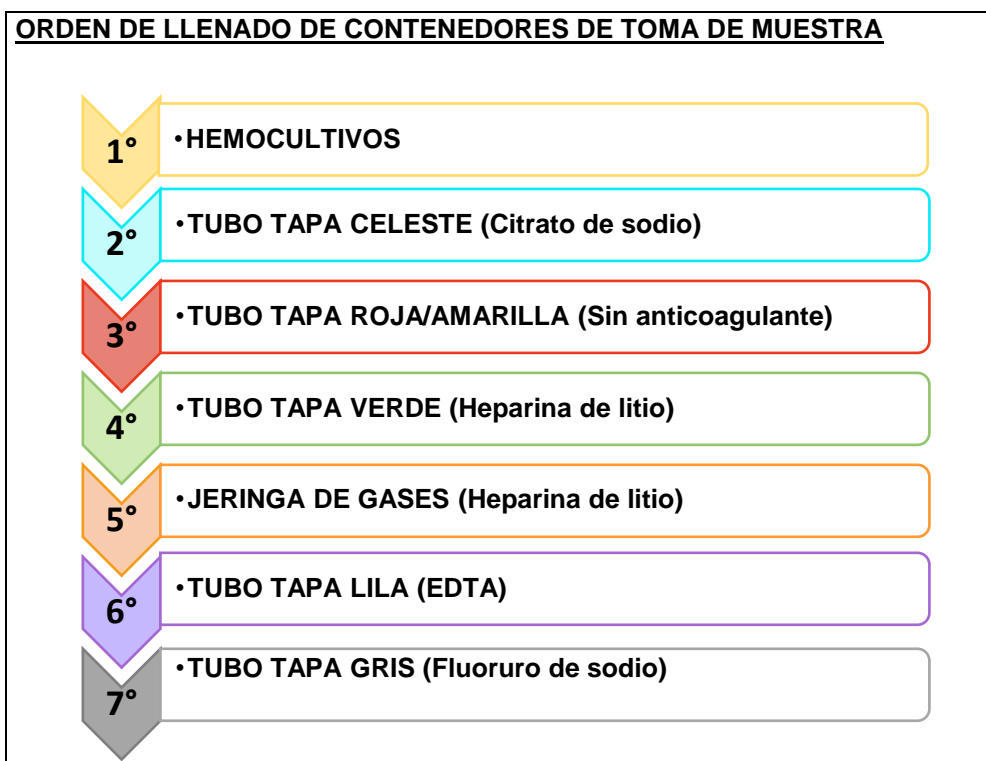 ORDEN DE LLENADO DE CONTENEDORES DE TOMA DE MUESTRA
1° •HEMOCULTIVOS
2° •TUBO TAPA CELESTE (Citrato de sodio)
3° •TUBO TAPA ROJA/AMARILLA (Sin anticoagulante)
4° •TUBO TAPA VERDE (Heparina de litio)
5° •JERINGA DE GASES (Heparina de litio)
6° •TUBO TAPA LILA (EDTA)
7° •TUBO TAPA GRIS (Fluoruro de sodio)